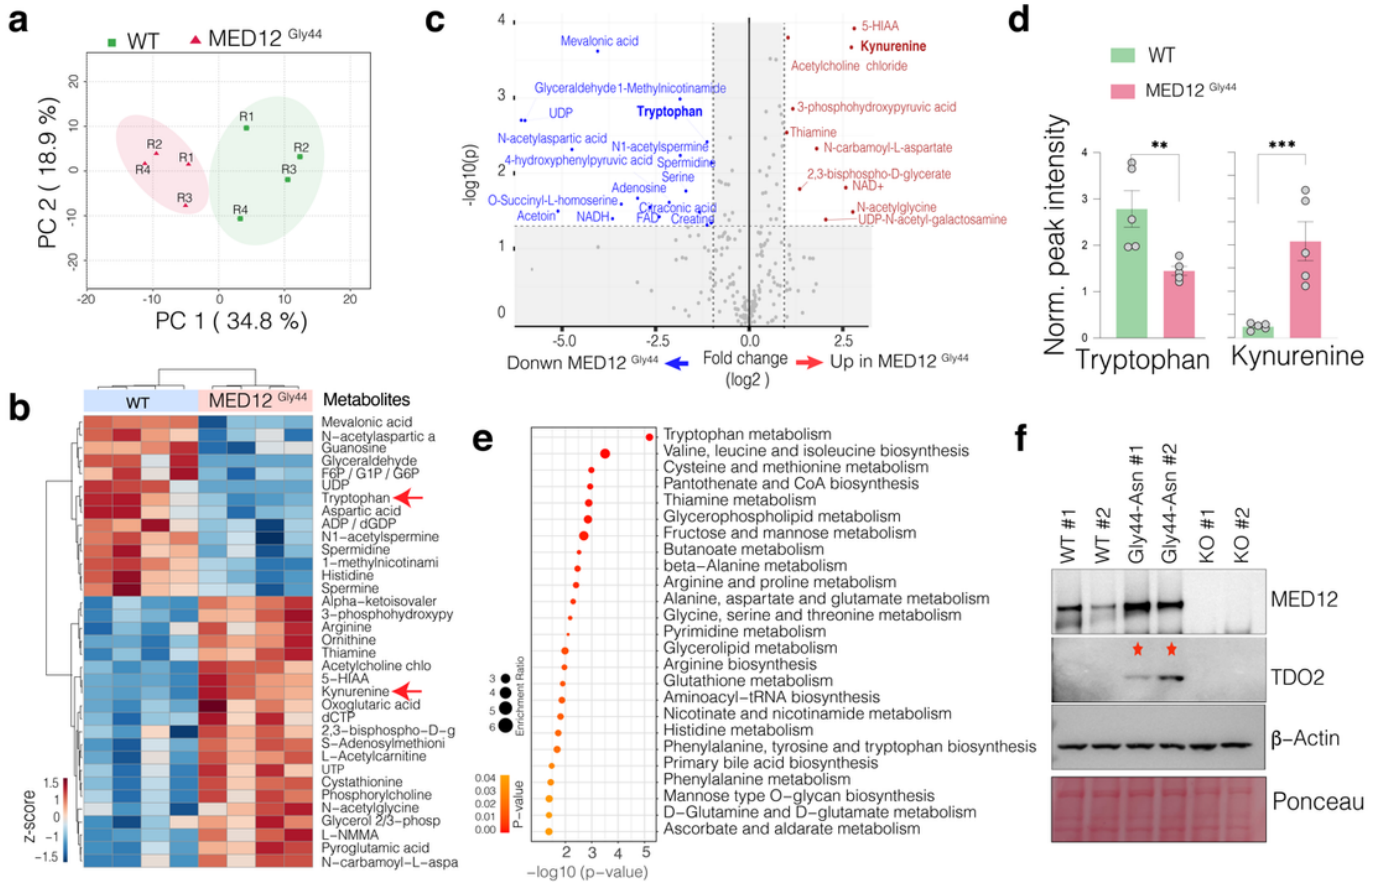 a
WT
MED12 Gly44
20
10
0
-10
-20
R1
R2
R3
R4
R2
R1
R4
R3
-20
-10
0
10
20
PC 1 ( 34.8 %)
PC 2 ( 18.9 %)
b
WT
MED12 Gly44
Metabolites
Mevalonic acid
N-acetylaspartic a
Guanosine
Glyceraldehyde
F6P / G1P / G6P
UDP
Tryptophan
Aspartic acid
ADP / dGDP
N1-acetylspermine
Spermidine
1-methylnicotinami
Histidine
Spermine
Alpha-ketoisovaler
3-phosphohydroxypy
Arginine
Ornithine
Thiamine
Acetylcholine chlo
5-HIAA
Kynurenine
Oxoglutaric acid
dCTP
2,3-bisphospho-D-g
S-Adenosylmethioni
L-Acetylcarnitine
UTP
Cystathionine
Phosphorylcholine
N-acetylglycine
Glycerol 2/3-phosp
L-NMMA
Pyroglutamic acid
N-carbamoyl-L-aspa
z-score
1.5
1
0
-1
-1.5
c
-log10(p)
4
3
2
1
0
Mevalonic acid
Glyceraldehyde
1-Methylnicotinamide
UDP
Tryptophan
N-acetylaspartic acid
N1-acetylspermine
4-hydroxyphenylpyruvic acid
Spermidine
Serine
Adenosine
O-Succinyl-L-homoserine
Citraconic acid
Acetoin
NADH
FAD
Creatine
5-HIAA
Kynurenine
Acetylcholine chloride
3-phosphohydroxypyruvic acid
Thiamine
N-carbamoyl-L-aspartate
2,3-bisphospho-D-glycerate
NAD+
N-acetylglycine
UDP-N-acetyl-galactosamine
-5.0
-2.5
0.0
2.5
Donwn MED12 Gly44
Fold change
(log2 )
Up in MED12 Gly44
d
WT
MED12 Gly44
Norm. peak intensity
4
3
2
1
0
**
***
Tryptophan
Kynurenine
e
Tryptophan metabolism
Valine, leucine and isoleucine biosynthesis
Cysteine and methionine metabolism
Pantothenate and CoA biosynthesis
Thiamine metabolism
Glycerophospholipid metabolism
Fructose and mannose metabolism
Butanoate metabolism
beta-Alanine metabolism
Arginine and proline metabolism
Alanine, aspartate and glutamate metabolism
Glycine, serine and threonine metabolism
Pyrimidine metabolism
Glycerolipid metabolism
Arginine biosynthesis
Glutathione metabolism
Aminoacyl-tRNA biosynthesis
Nicotinate and nicotinamide metabolism
Histidine metabolism
Phenylalanine, tyrosine and tryptophan biosynthesis
Primary bile acid biosynthesis
Phenylalanine metabolism
Mannose type O-glycan biosynthesis
D-Glutamine and D-glutamate metabolism
Ascorbate and aldarate metabolism
3
4
5
6
Enrichment Ratio
0.04
0.03
0.02
0.01
0.00
P-value
2
3
4
5
-log10 (p-value)
f
WT #1
WT #2
Gly44-Asn #1
Gly44-Asn #2
KO #1
KO #2
MED12
TDO2
β-Actin
Ponceau